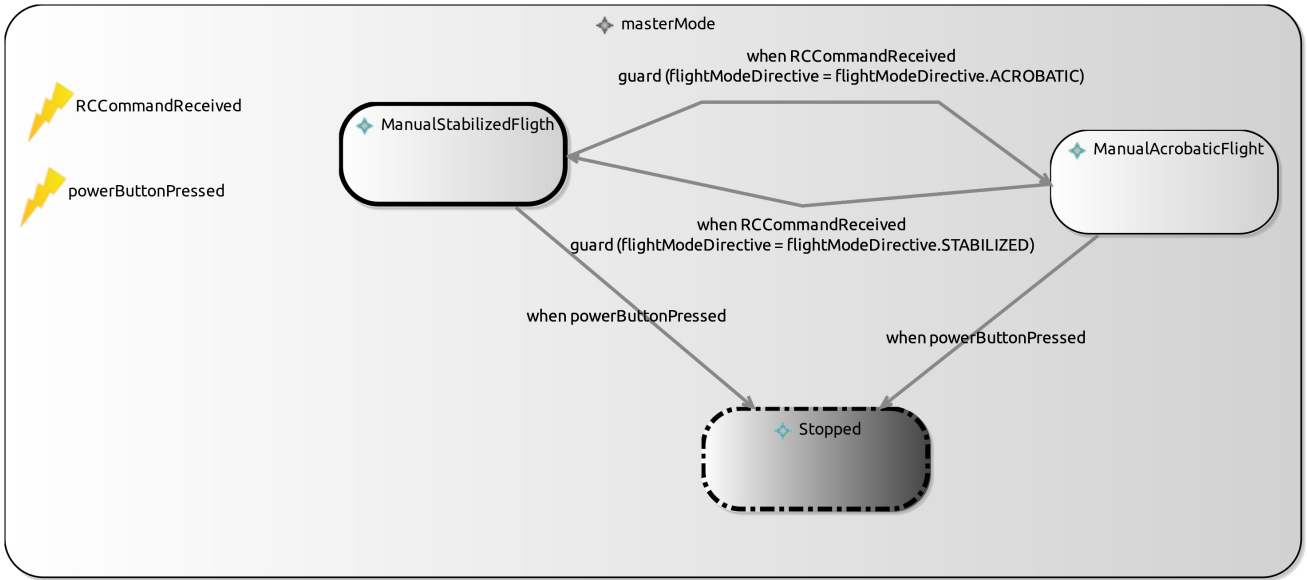 masterMode
when RCCommandReceived
guard (flightModeDirective = flightModeDirective.ACROBATIC)
RCCommandReceived
ManualStabilizedFligth
ManualAcrobaticFlight
powerButtonPressed
when RCCommandReceived
guard (flightModeDirective = flightModeDirective.STABILIZED)
when powerButtonPressed
when powerButtonPressed
Stopped